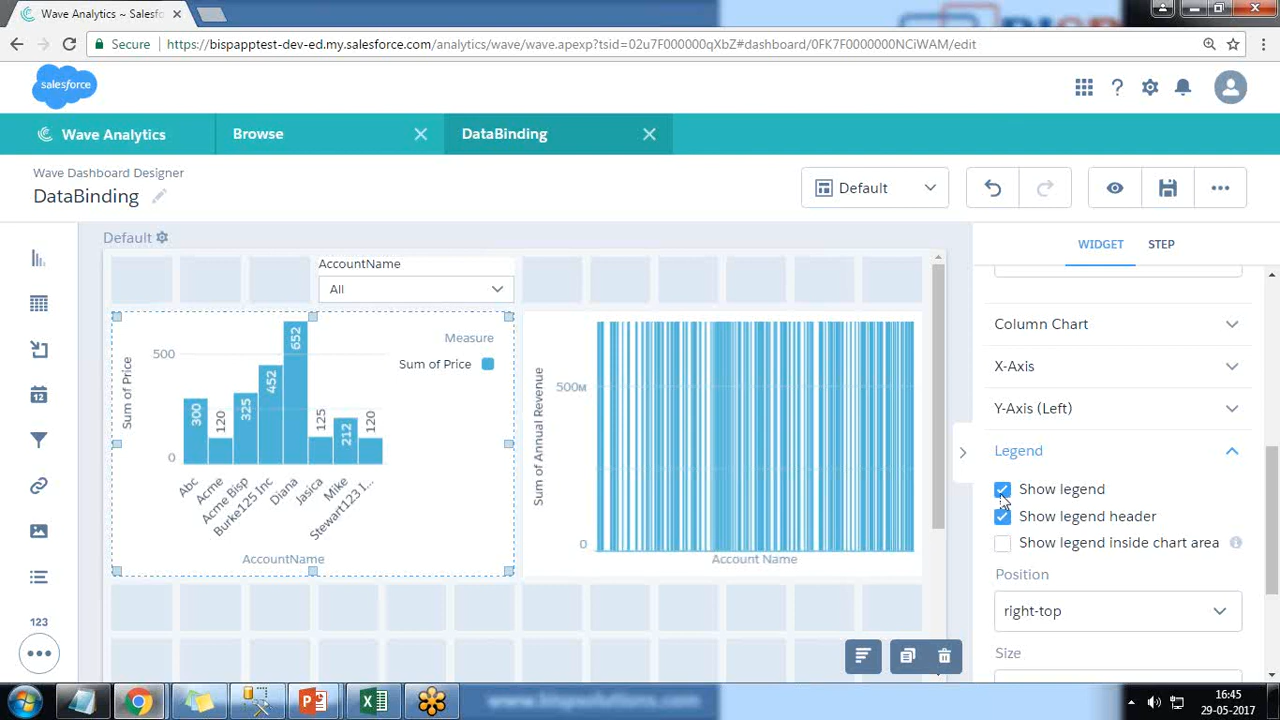 Wave Analytics ~ Salesfo
Secure
https://bispapptest-dev-ed.my.salesforce.com/analytics/wave/wave.apexp?tsid=02u7F000000qXbZ#dashboard/0FK7F0000000NCiWAM/edit
salesforce
Wave Analytics
Browse
DataBinding
Wave Dashboard Designer
DataBinding
Default
WIDGET
STEP
Default
AccountName
All
Measure
Sum of Price
Sum of Price
500
0
300
120
325
452
652
125
212
120
Abc
Acme
Acme Bisp
Burke125 Inc
Diana
Jasica
Mike
Stewart123 I...
AccountName
Sum of Annual Revenue
500M
0
Account Name
Column Chart
X-Axis
Y-Axis (Left)
Legend
Show legend
Show legend header
Show legend inside chart area
Position
right-top
Size
12
123
www.bispsolutions.com
16:45
29-05-2017